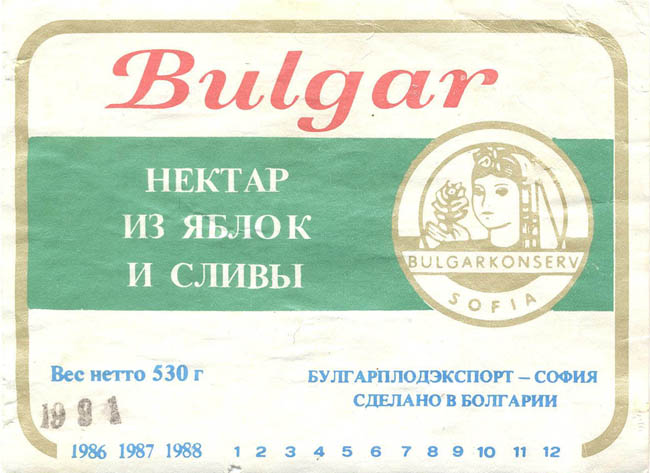 Bulgar
НЕКТАР
ИЗ ЯБЛОК
И СЛИВЫ
BULGARKONSERV
SOFIA
Вес нетто 530 г
БУЛГАРПЛОДЭКСПОРТ – СОФИЯ
СДЕЛАНО В БОЛГАРИИ
1991
1986 1987 1988 1 2 3 4 5 6 7 8 9 10 11 12